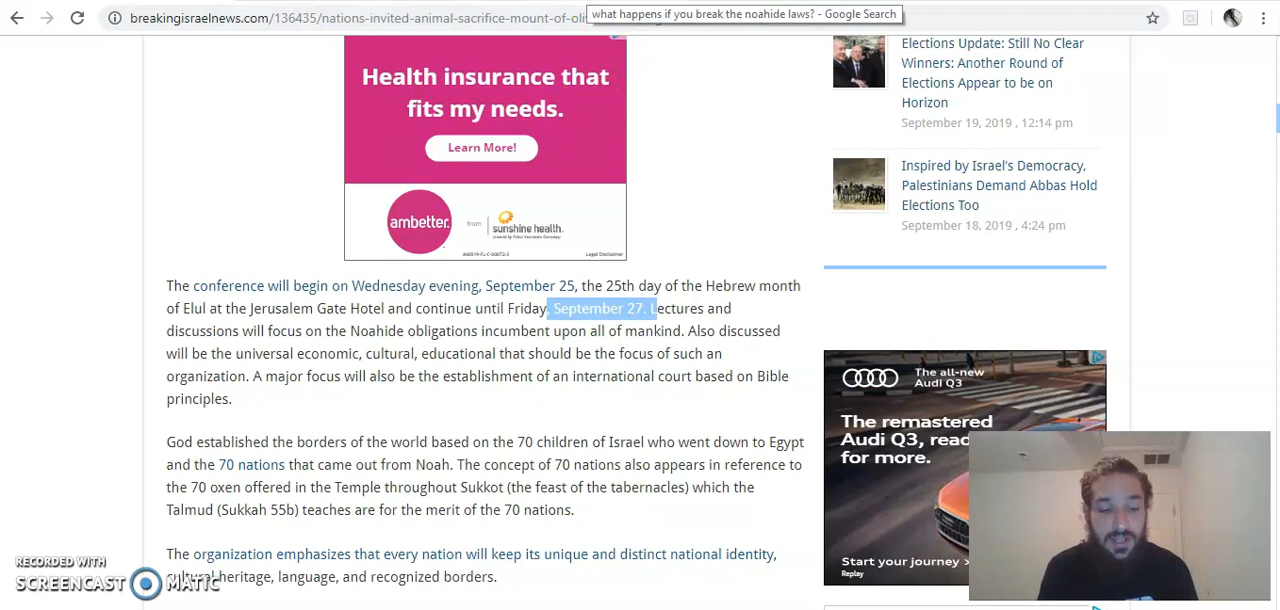 breakingisraelnews.com/136435/nations-invited-animal-sacrifice-mount-of-oli
what happens if you break the noahide laws? - Google Search
Health insurance that
fits my needs.
Learn More!
ambetter.
from
sunshine health.
AMB19-FL-C-00072-3
Legal Disclaimer
The conference will begin on Wednesday evening, September 25, the 25th day of the Hebrew month
of Elul at the Jerusalem Gate Hotel and continue until Friday, September 27. Lectures and
discussions will focus on the Noahide obligations incumbent upon all of mankind. Also discussed
will be the universal economic, cultural, educational that should be the focus of such an
organization. A major focus will also be the establishment of an international court based on Bible
principles.
God established the borders of the world based on the 70 children of Israel who went down to Egypt
and the 70 nations that came out from Noah. The concept of 70 nations also appears in reference to
the 70 oxen offered in the Temple throughout Sukkot (the feast of the tabernacles) which the
Talmud (Sukkah 55b) teaches are for the merit of the 70 nations.
The organization emphasizes that every nation will keep its unique and distinct national identity,
heritage, language, and recognized borders.
RECORDED WITH
SCREENCAST MATIC
Elections Update: Still No Clear
Winners: Another Round of
Elections Appear to be on
Horizon
September 19, 2019 , 12:14 pm
Inspired by Israel's Democracy,
Palestinians Demand Abbas Hold
Elections Too
September 18, 2019 , 4:24 pm
The all-new
Audi Q3
The remastered
Audi Q3, read
for more.
Start your journey >
Replay